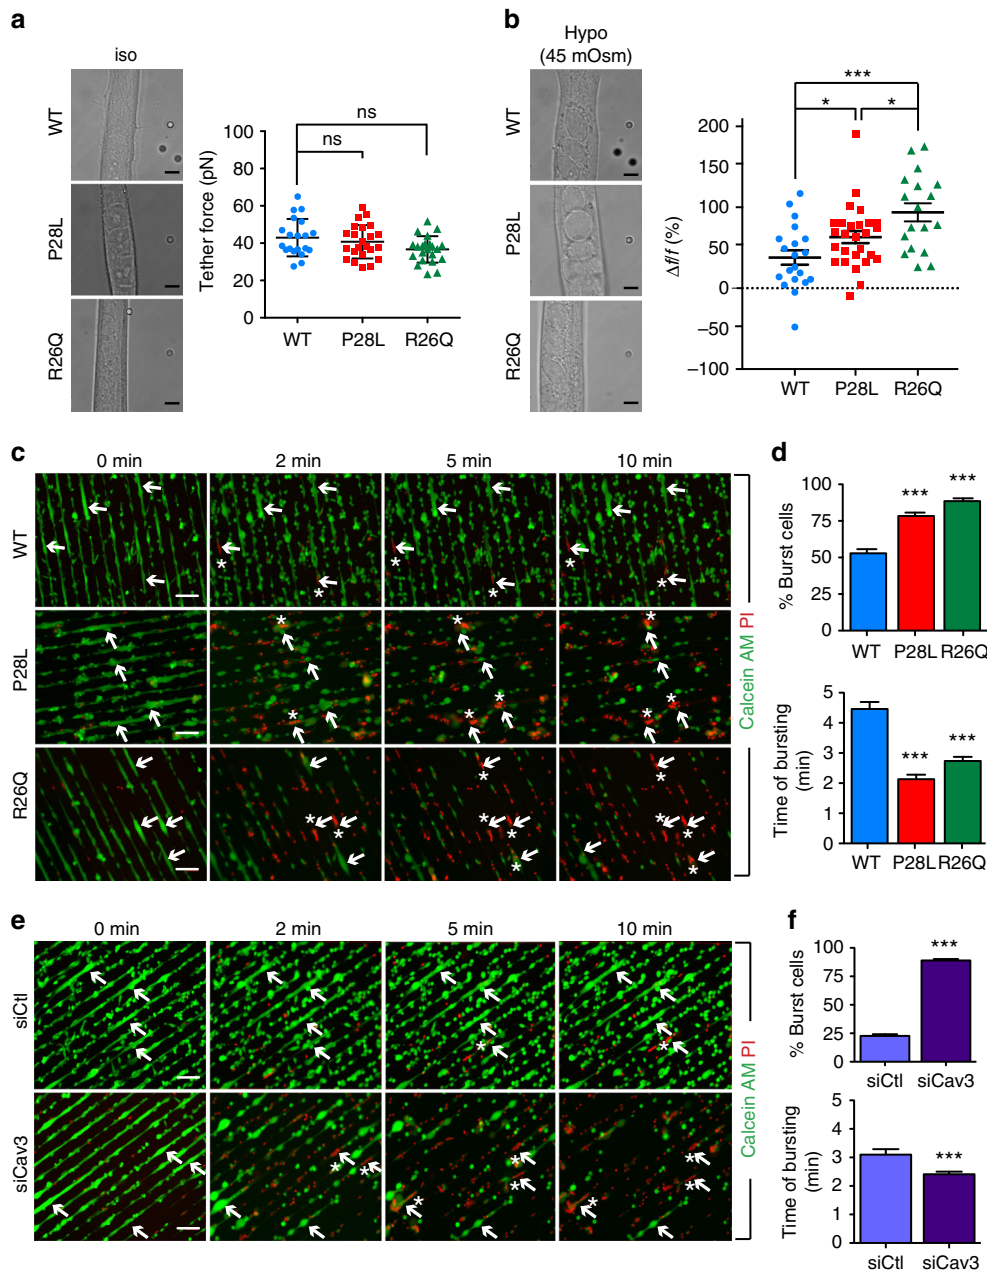 a
iso
WT
P28L
R26Q
Tether force (pN)
100
80
60
40
20
0
ns
ns
WT P28L R26Q
b
Hypo
(45 mOsm)
WT
P28L
R26Q
Δf/f (%)
200
150
100
50
0
−50
−100
***
* *
WT P28L R26Q
c
0 min 2 min 5 min 10 min
WT
P28L
R26Q
* * * * * *
* * * * * * *
* * * * * * * * * *
Calcein AM PI
d
% Burst cells
100
75
50
25
0
*** ***
WT P28L R26Q
Time of bursting
(min)
5
4
3
2
1
0
*** ***
WT P28L R26Q
e
0 min 2 min 5 min 10 min
siCtl
siCav3
* *
* * * * * * * *
Calcein AM PI
f
% Burst cells
100
75
50
25
0
***
siCtl siCav3
Time of bursting
(min)
5
4
3
2
1
0
***
siCtl siCav3